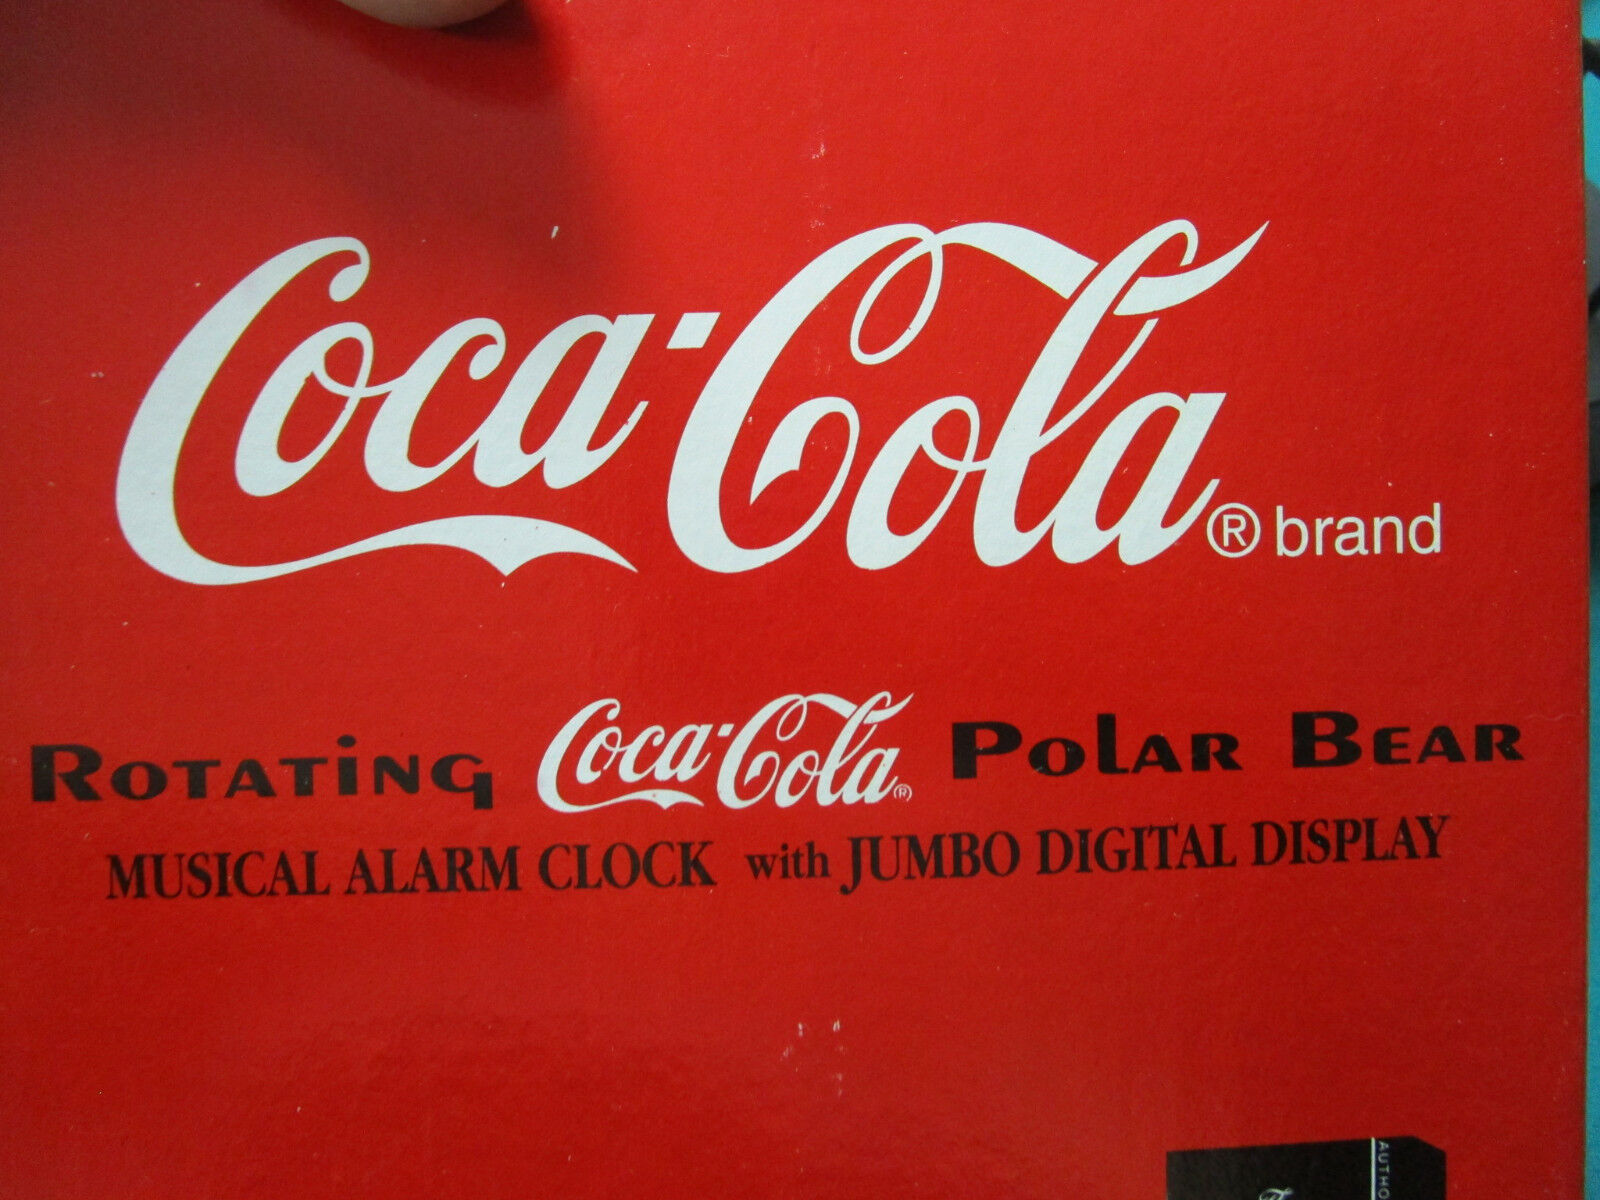 Coca-Cola® brand
ROTATiNG Coca-Cola® POLAR BEAR
MUSICAL ALARM CLOCK with JUMBO DIGITAL DISPLAY